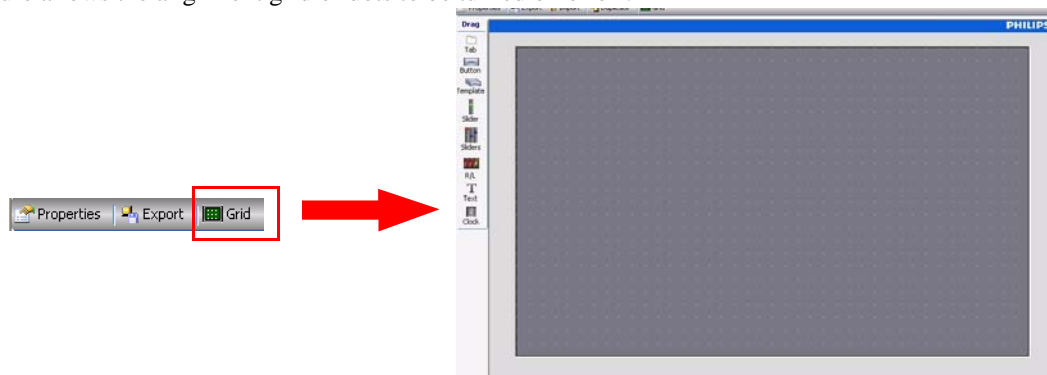 Properties Export Grid
Drag
PHILIPS
Tab
Button
Template
Slider
Sliders
R/L
Text
Clock